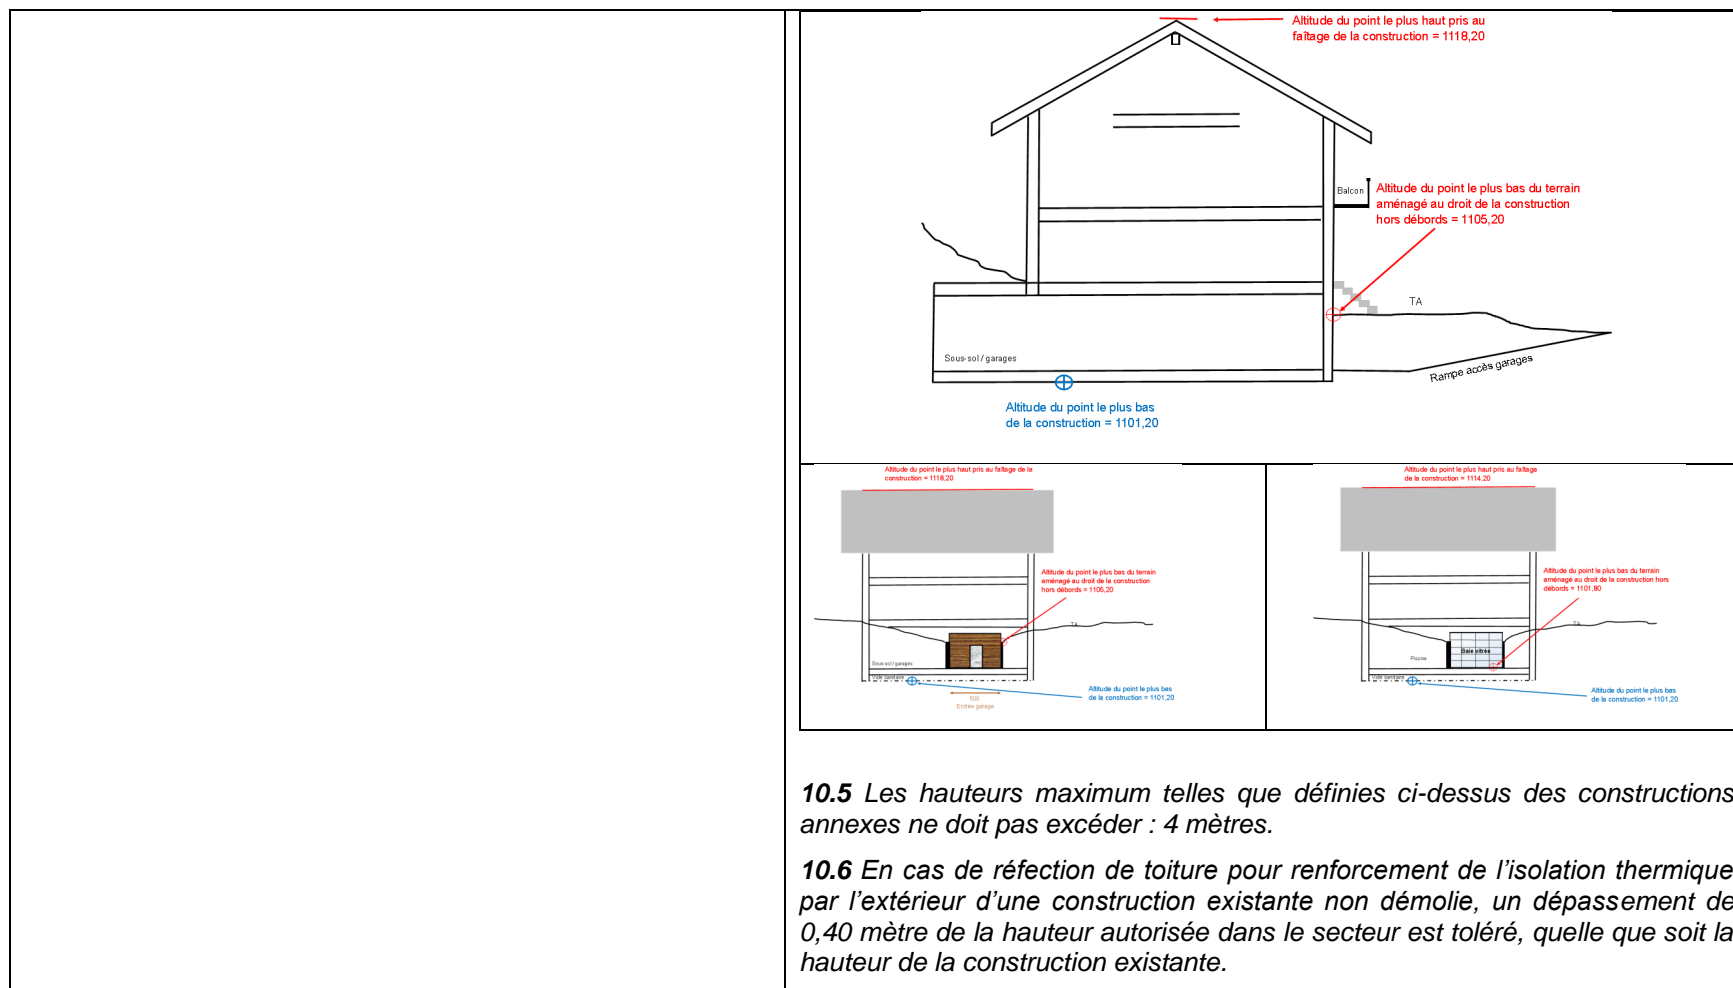 Altitude du point le plus haut pris au
faîtage de la construction = 1118,20
Balcon
Altitude du point le plus bas du terrain
aménagé au droit de la construction
hors débords = 1105,20
TA
Sous-sol / garages
Rampe accès garages
Altitude du point le plus bas
de la construction = 1101,20
Altitude du point le plus haut pris au faîtage de la
construction = 1118,20
Altitude du point le plus bas du terrain
aménagé au droit de la construction
hors débords = 1105,20
TA
Sous-sol / garages
Vide sanitaire
500
Entrée garage
Altitude du point le plus bas
de la construction = 1101,20
Altitude du point le plus haut pris au faîtage
de la construction = 1114,20
Altitude du point le plus bas du terrain
aménagé au droit de la construction hors
débords = 1101,80
TA
Baie vitrée
Piscine
Vide sanitaire
Altitude du point le plus bas
de la construction = 1101,20
10.5 Les hauteurs maximum telles que définies ci-dessus des constructions
annexes ne doit pas excéder : 4 mètres.
10.6 En cas de réfection de toiture pour renforcement de l'isolation thermique
par l'extérieur d'une construction existante non démolie, un dépassement de
0,40 mètre de la hauteur autorisée dans le secteur est toléré, quelle que soit la
hauteur de la construction existante.